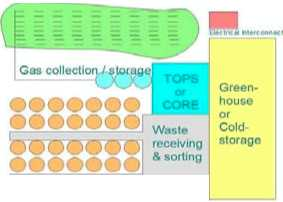 Electrical Interconnect
Gas collection / storage
TOPS
or
CORE
Green-
house
or
Cold-
storage
Waste
receiving
& sorting